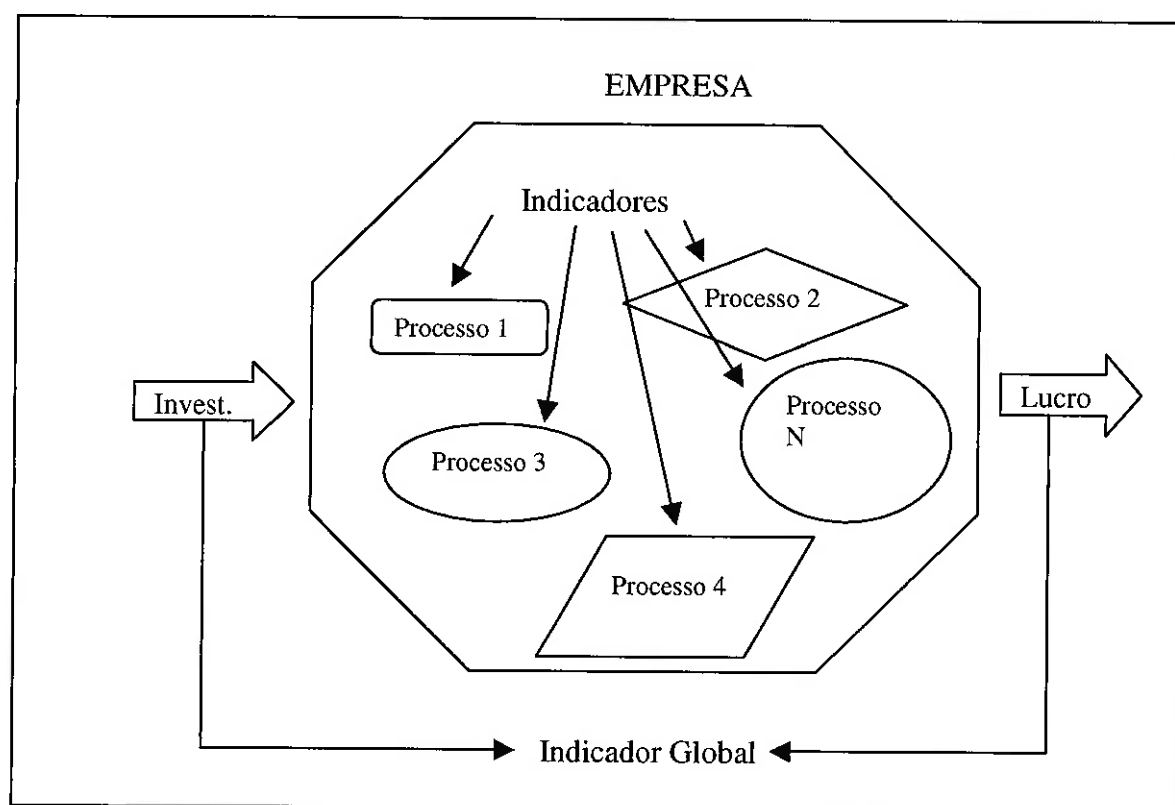 EMPRESA
Indicadores
Processo 1
Processo 2
Invest.
Processo
N
Lucro
Processo 3
Processo 4
Indicador Global